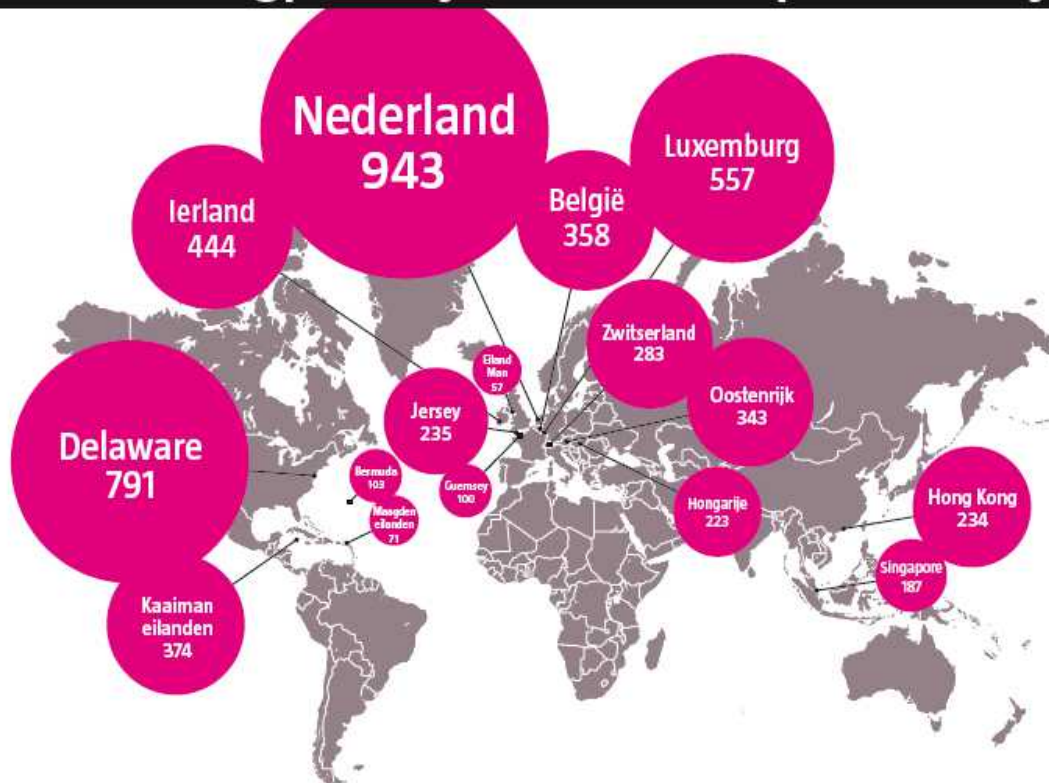 Nederland
943
Luxemburg
557
Ierland
444
België
358
Zwitserland
283
Eiland
Man
57
Oostenrijk
343
Jersey
235
Delaware
791
Bermuda
103
Guernsey
100
Maagden
eilanden
71
Hongarije
223
Hong Kong
234
Singapore
187
Kaaiman
eilanden
374